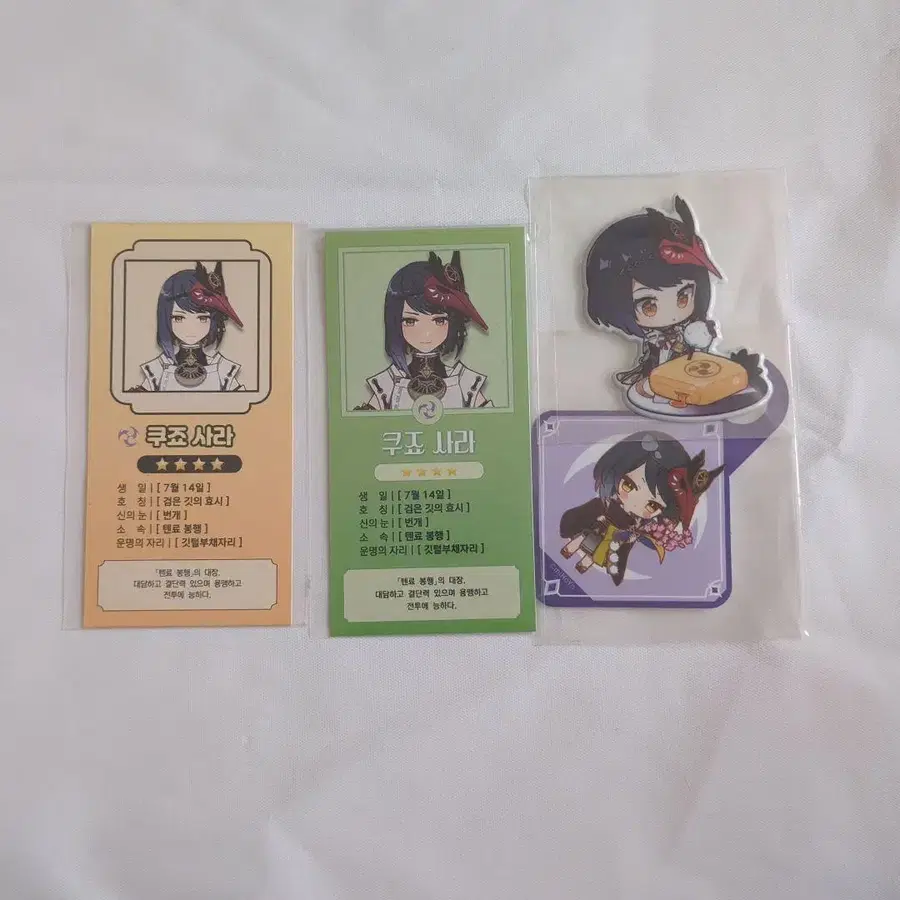 쿠죠 사라
생 일 | [ 7월 14일 ]
호 칭 | [ 검은 깃의 효시 ]
신의 눈 | [ 번개 ]
소 속 | [ 텐료 봉행 ]
운명의 자리 | [ 깃털부채자리 ]
「텐료 봉행」의 대장.
대담하고 결단력 있으며 용맹하고
전투에 능하다.
쿠죠 사라
생 일 | [ 7월 14일 ]
호 칭 | [ 검은 깃의 효시 ]
신의 눈 | [ 번개 ]
소 속 | [ 텐료 봉행 ]
운명의 자리 | [ 깃털부채자리 ]
「텐료 봉행」의 대장.
대담하고 결단력 있으며 용맹하고
전투에 능하다.